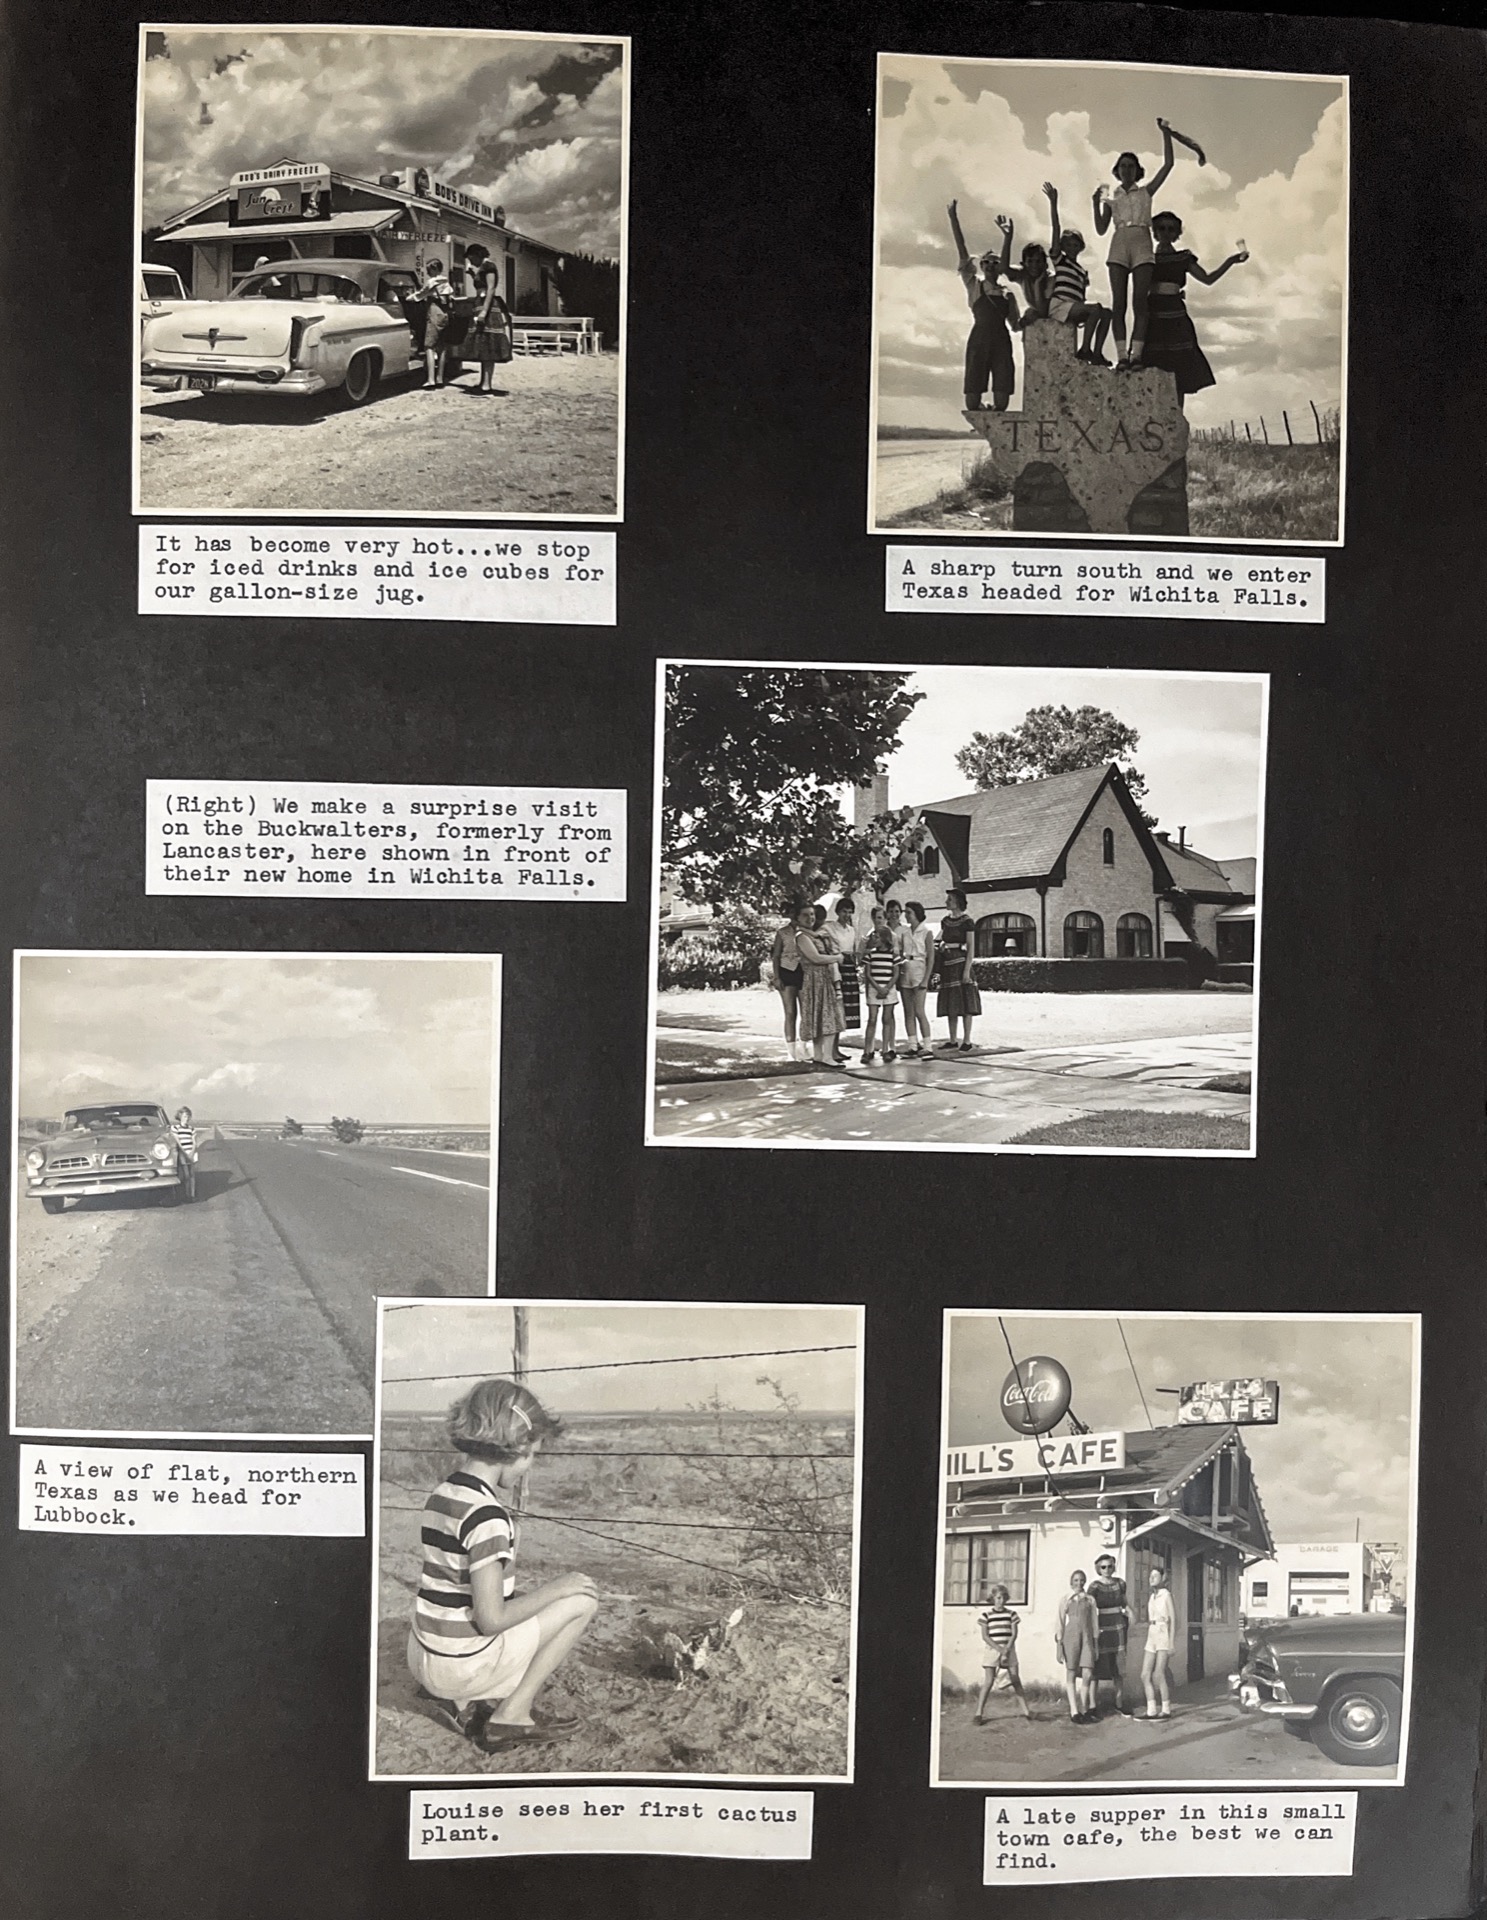 BOB'S DAIRY FREEZE
Sun
Crest
BOB'S DRIVE INN
FREEZE
202N
It has become very hot...we stop
for iced drinks and ice cubes for
our gallon-size jug.
TEXAS
A sharp turn south and we enter
Texas headed for Wichita Falls.
(Right) We make a surprise visit
on the Buckwalters, formerly from
Lancaster, here shown in front of
their new home in Wichita Falls.
A view of flat, northern
Texas as we head for
Lubbock.
Louise sees her first cactus
plant.
Coca-Cola
CAFE
HILL'S CAFE
GARAGE
A late supper in this small
town cafe, the best we can
find.